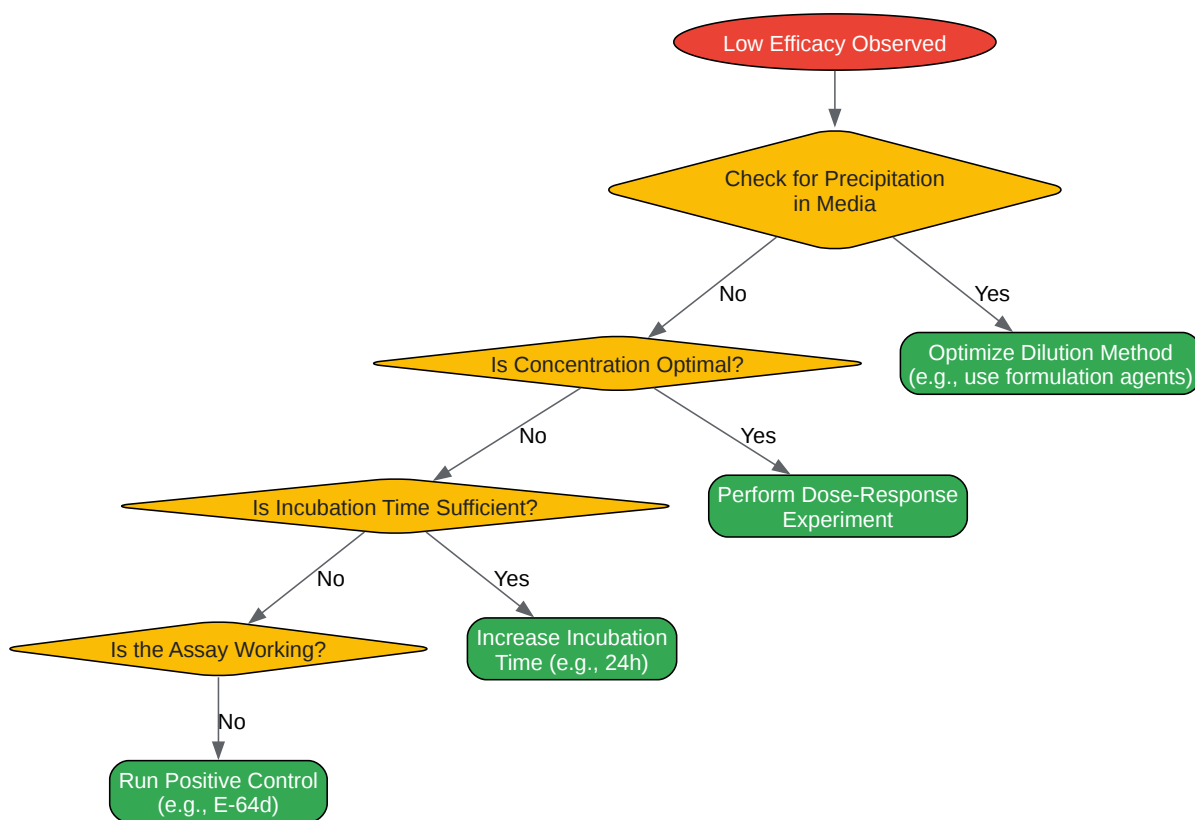 Low Efficacy Observed
Check for Precipitation
in Media
No
Yes
Optimize Dilution Method
(e.g., use formulation agents)
Is Concentration Optimal?
No
Yes
Perform Dose-Response
Experiment
Is Incubation Time Sufficient?
No
Yes
Increase Incubation
Time (e.g., 24h)
Is the Assay Working?
No
Run Positive Control
(e.g., E-64d)